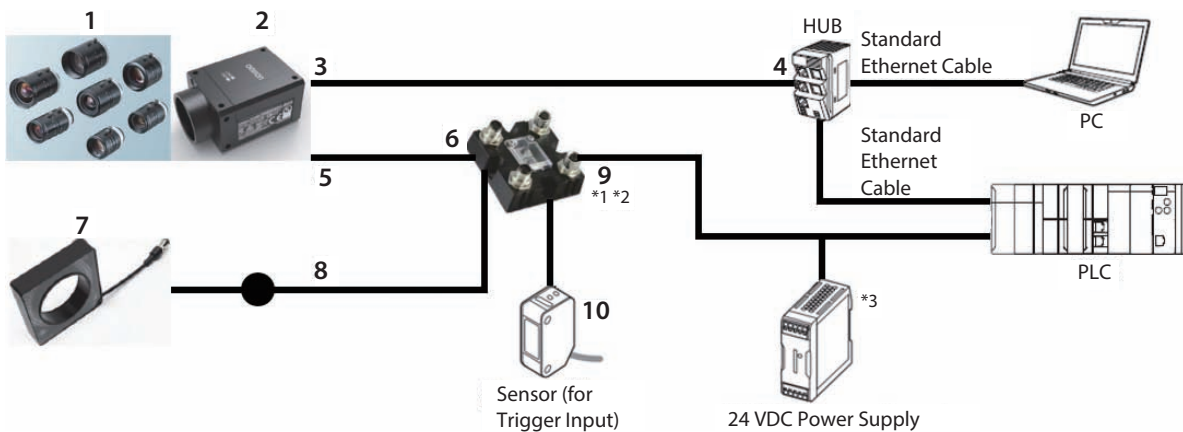 1
2
3
4
HUB
Standard
Ethernet Cable
PC
5
6
9
*1 *2
Standard
Ethernet
Cable
PLC
7
8
10
*3
Sensor (for
Trigger Input)
24 VDC Power Supply
OMRON